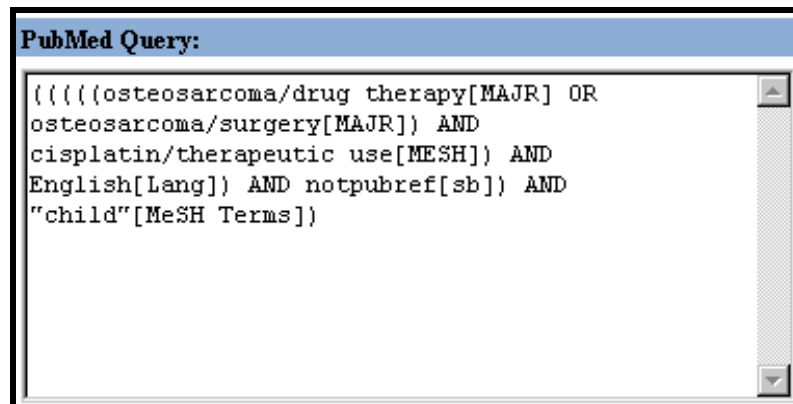 PubMed Query:
(((((osteosarcoma/drug therapy[MAJR] OR
osteosarcoma/surgery[MAJR]) AND
cisplatin/therapeutic use[MESH]) AND
English[Lang]) AND notpubref[sb]) AND
"child"[MeSH Terms])